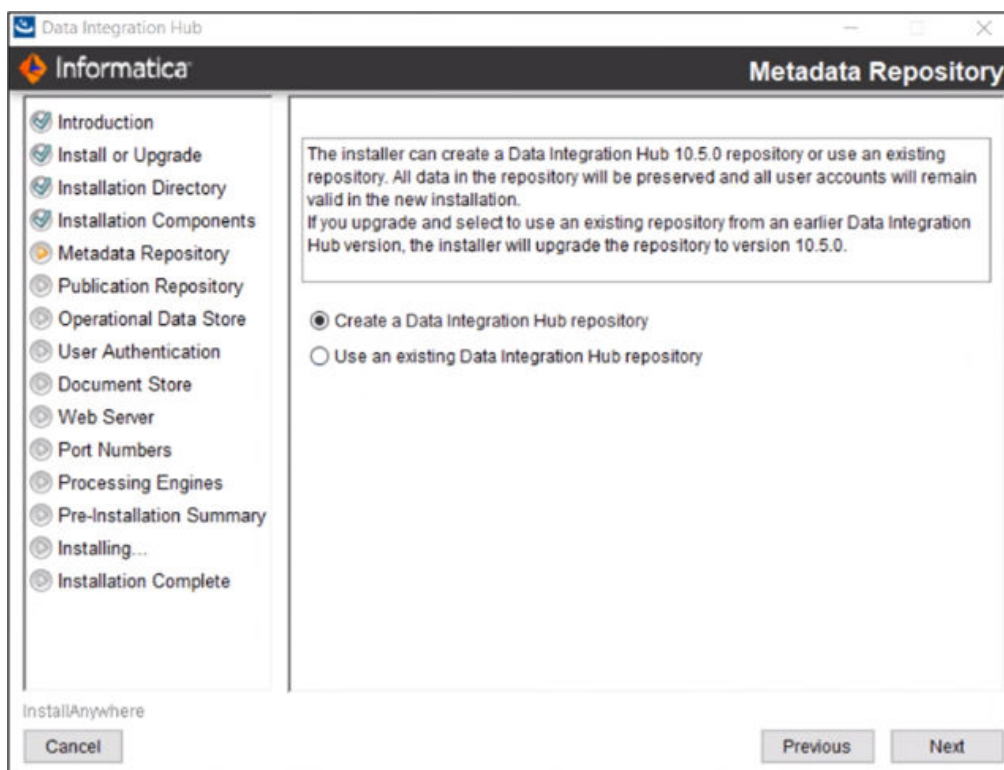 Data Integration Hub
Informatica
Metadata Repository
Introduction
Install or Upgrade
Installation Directory
Installation Components
Metadata Repository
Publication Repository
Operational Data Store
User Authentication
Document Store
Web Server
Port Numbers
Processing Engines
Pre-Installation Summary
Installing...
Installation Complete
The installer can create a Data Integration Hub 10.5.0 repository or use an existing
repository. All data in the repository will be preserved and all user accounts will remain
valid in the new installation.
If you upgrade and select to use an existing repository from an earlier Data Integration
Hub version, the installer will upgrade the repository to version 10.5.0.
Create a Data Integration Hub repository
Use an existing Data Integration Hub repository
InstallAnywhere
Cancel
Previous
Next